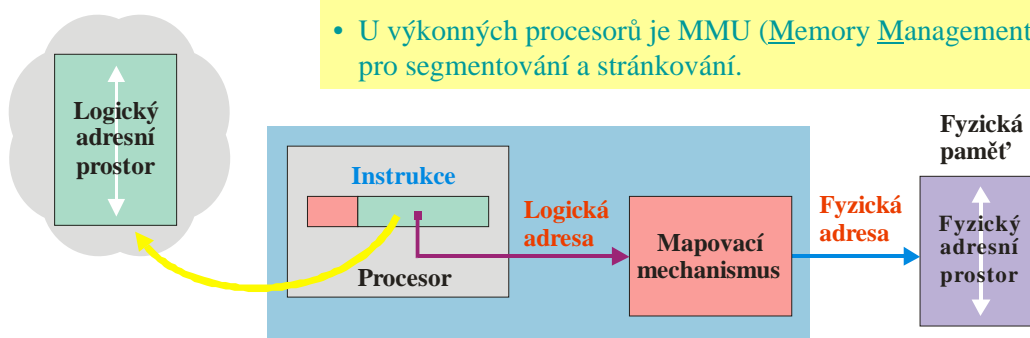 • U výkonných procesorů je MMU (Memory Management
pro segmentování a stránkování.
Logický
adresní
prostor
Fyzická
paměť
Instrukce
Logická
adresa
Fyzická
adresa
Mapovací
mechanismus
Fyzický
adresní
prostor
Procesor